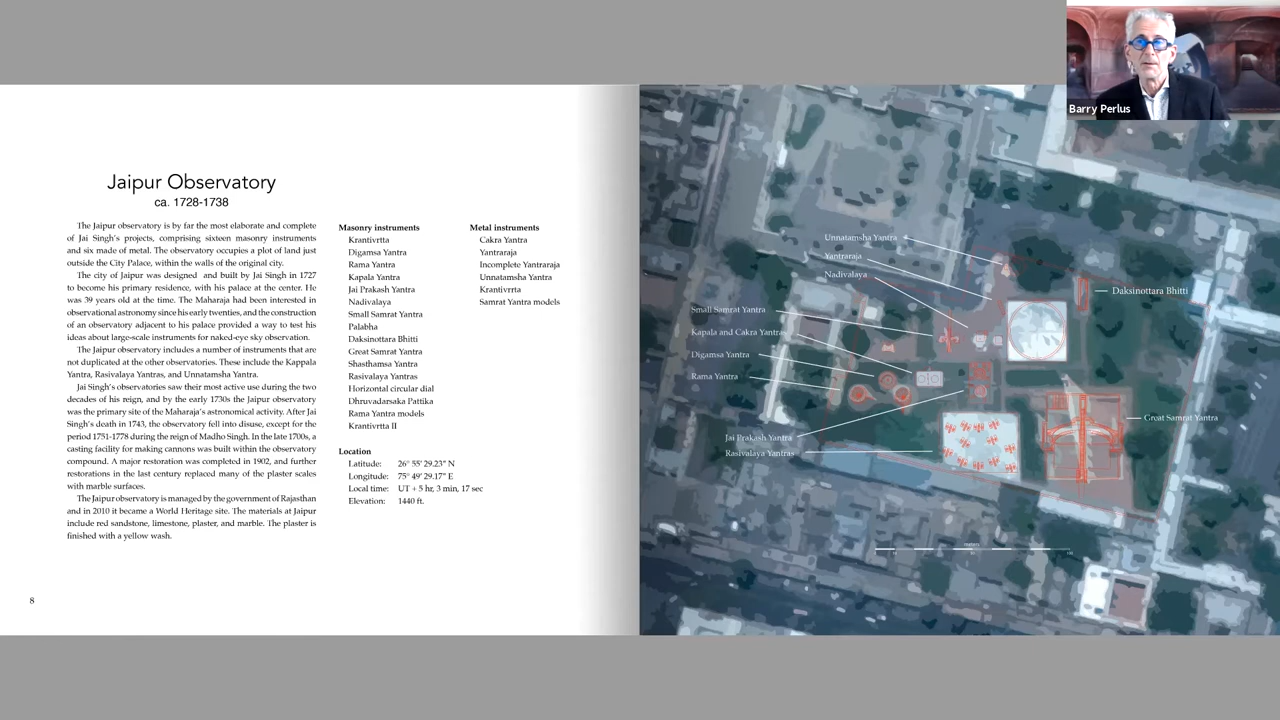 Barry Perlus
Jaipur Observatory
ca. 1728-1738
The Jaipur observatory is by far the most elaborate and complete
of Jai Singh's projects, comprising sixteen masonry instruments
and six made of metal. The observatory occupies a plot of land just
outside the City Palace, within the walls of the original city.
The city of Jaipur was designed and built by Jai Singh in 1727
to become his primary residence, with his palace at the center. He
was 39 years old at the time. The Maharaja had been interested in
observational astronomy since his early twenties, and the construction
of an observatory adjacent to his palace provided a way to test his
ideas about large-scale instruments for naked-eye sky observation.
The Jaipur observatory includes a number of instruments that are
not duplicated at the other observatories. These include the Kappala
Yantra, Rasivalaya Yantras, and Unnatamsha Yantra.
Jai Singh's observatories saw their most active use during the two
decades of his reign, and by the early 1730s the Jaipur observatory
was the primary site of the Maharaja's astronomical activity. After Jai
Singh's death in 1743, the observatory fell into disuse, except for the
period 1751-1778 during the reign of Madho Singh. In the late 1700s, a
casting facility for making cannons was built within the observatory
compound. A major restoration was completed in 1902, and further
restorations in the last century replaced many of the plaster scales
with marble surfaces.
The Jaipur observatory is managed by the government of Rajasthan
and in 2010 it became a World Heritage site. The materials at Jaipur
include red sandstone, limestone, plaster, and marble. The plaster is
finished with a yellow wash.
Masonry instruments
Krantivrtta
Digamsa Yantra
Rama Yantra
Kapala Yantra
Jai Prakash Yantra
Nadivalaya
Small Samrat Yantra
Palabha
Daksinottara Bhitti
Great Samrat Yantra
Shasthamsa Yantra
Rasivalaya Yantras
Horizontal circular dial
Dhruvadarsaka Pattika
Rama Yantra models
Krantivrtta II
Metal instruments
Cakra Yantra
Yantraraja
Incomplete Yantraraja
Unnatamsha Yantra
Krantivrrta
Samrat Yantra models
Location
Latitude: 26° 55' 29.23" N
Longitude: 75° 49' 29.17" E
Local time: UT + 5 hr, 3 min, 17 sec
Elevation: 1440 ft.
8
Unnatamsha Yantra
Yantraraja
Nadivalaya
Daksinottara Bhitti
Small Samrat Yantra
Kapala and Cakra Yantras
Digamsa Yantra
Rama Yantra
Great Samrat Yantra
Jai Prakash Yantra
Rasivalaya Yantras
meters